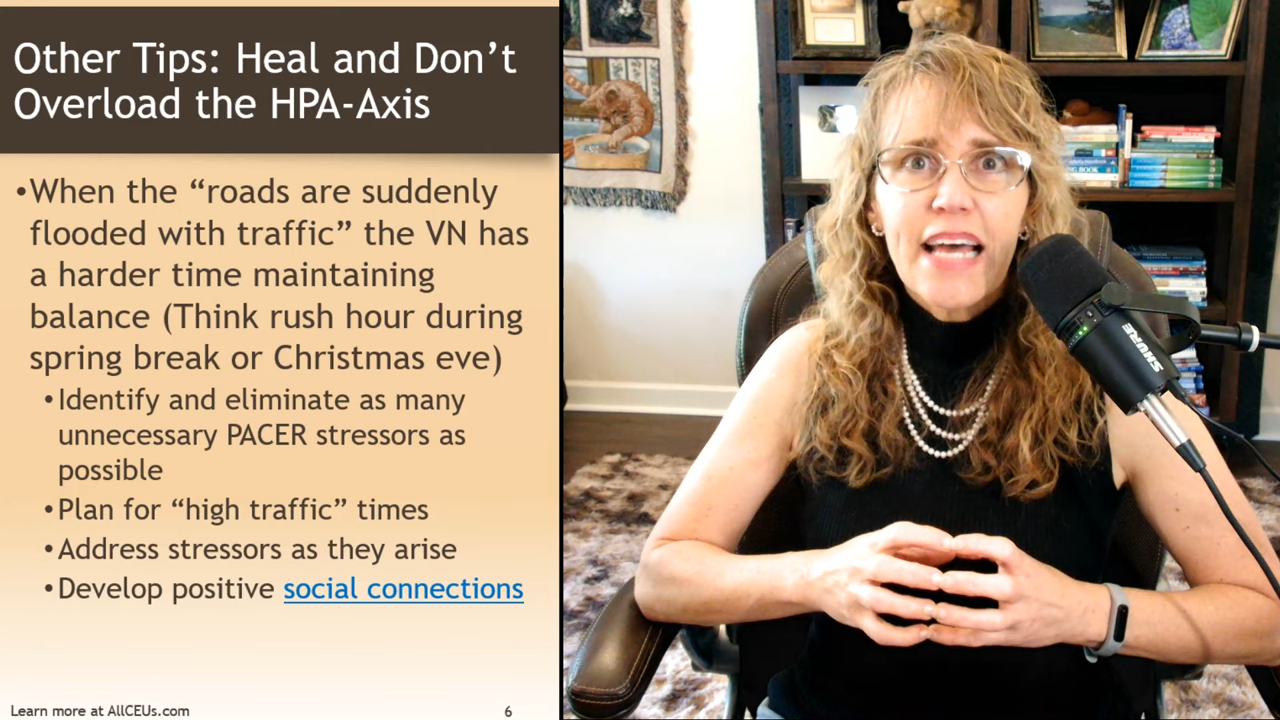 Other Tips: Heal and Don’t
Overload the HPA-Axis
•When the “roads are suddenly
flooded with traffic” the VN has
a harder time maintaining
balance (Think rush hour during
spring break or Christmas eve)
•Identify and eliminate as many
unnecessary PACER stressors as
possible
•Plan for “high traffic” times
•Address stressors as they arise
•Develop positive social connections
Learn more at AllCEUs.com
6
SHURE